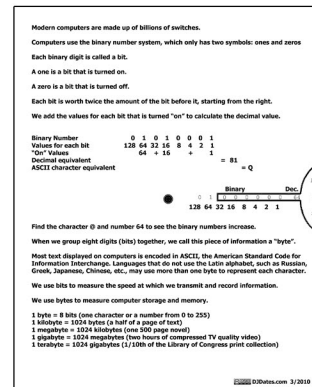 Modern computers are made up of billions of switches.
Computers use the binary number system, which only has two symbols: ones and zeros
Each binary digit is called a bit.
A one is a bit that is turned on.
A zero is a bit that is turned off.
Each bit is worth twice the amount of the bit before it, starting from the right.
We add the values for each bit that is turned "on" to calculate the decimal value.
Binary Number 0 1 0 1 0 0 0 1
Values for each bit 128 64 32 16 8 4 2 1
"On" Values 64 + 16 + 1
Decimal equivalent = 81
ASCII character equivalent = Q
Binary Dec.
0 1 0 0 0 0 0 0 64
128 64 32 16 8 4 2 1
Find the character @ and number 64 to see the binary numbers increase.
When we group eight digits (bits) together, we call this piece of information a "byte".
Most text displayed on computers is encoded in ASCII, the American Standard Code for
Information Interchange. Languages that do not use the Latin alphabet, such as Russian,
Greek, Japanese, Chinese, etc., may use more than one byte to represent each character.
We use bits to measure the speed at which we transmit and record information.
We use bytes to measure computer storage and memory.
1 byte = 8 bits (one character or a number from 0 to 255)
1 kilobyte = 1024 bytes (a half of a page of text)
1 megabyte = 1024 kilobytes (one 500 page novel)
1 gigabyte = 1024 megabytes (two hours of compressed TV quality video)
1 terabyte = 1024 gigabytes (1/10th of the Library of Congress print collection)
DJDates.com 3/2010